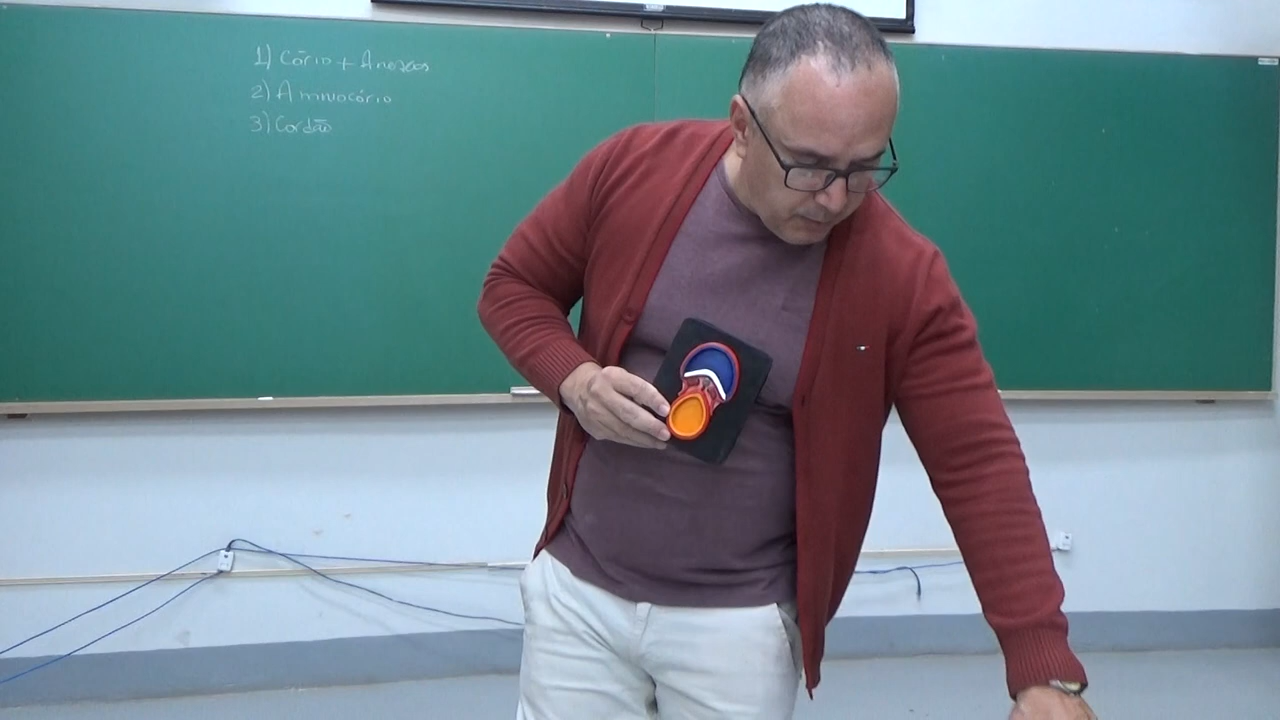 1) Cório + Anexos
2) Amniocório
3) Cordão